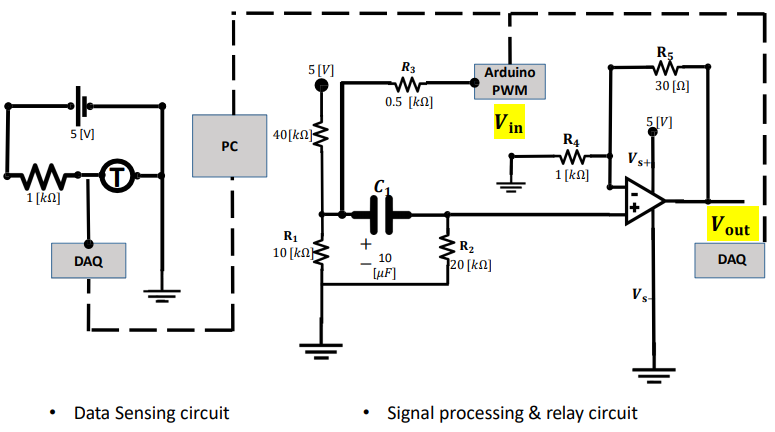 5 [V]
1 [kΩ]
T
DAQ
PC
5 [V]
40[kΩ]
R₁
10 [kΩ]
R₃
0.5 [kΩ]
Arduino
PWM
Vin
C₁
+
−
10
[μF]
R₂
20 [kΩ]
R₄
1 [kΩ]
R₅
30 [Ω]
5 [V]
Vs+
-
+
Vs-
Vout
DAQ
• Data Sensing circuit
• Signal processing & relay circuit